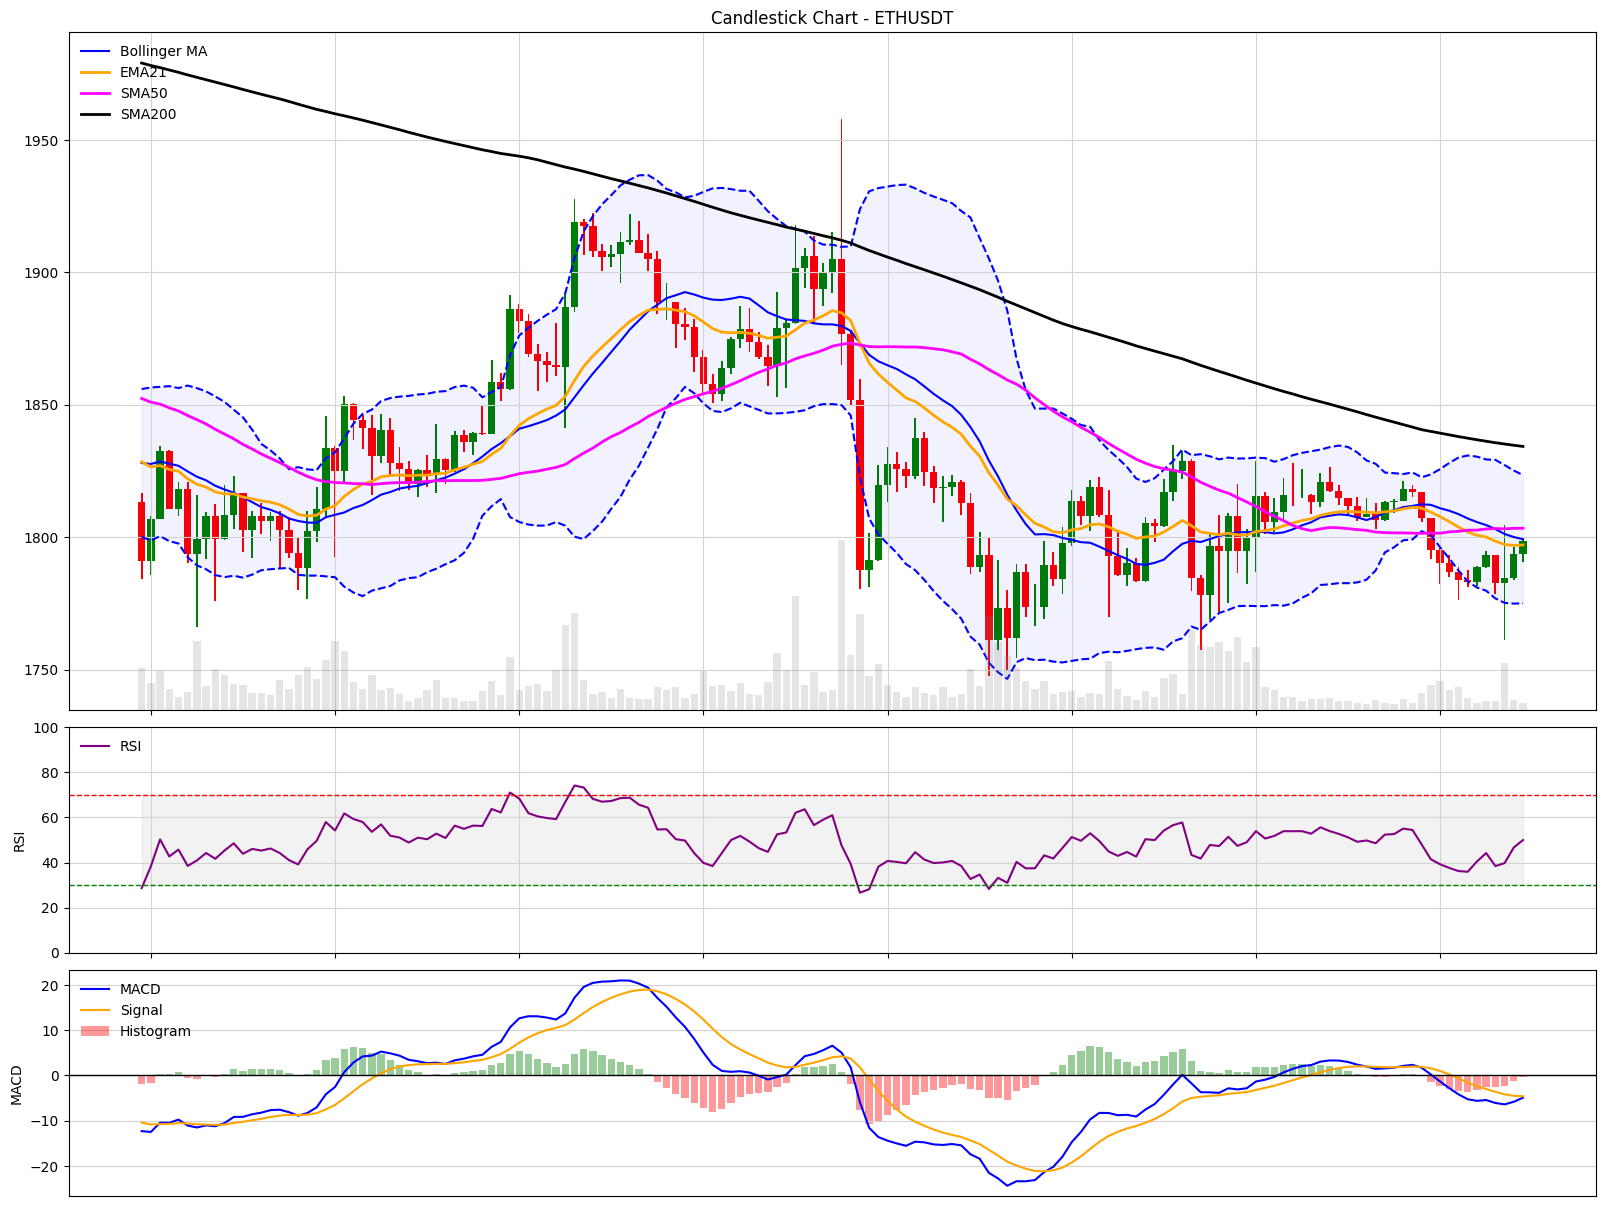 Candlestick Chart - ETHUSDT
Bollinger MA
EMA21
SMA50
SMA200
1950
1900
1850
1800
1750
100
80
60
40
20
0
RSI
RSI
20
10
0
−10
−20
MACD
MACD
Signal
Histogram